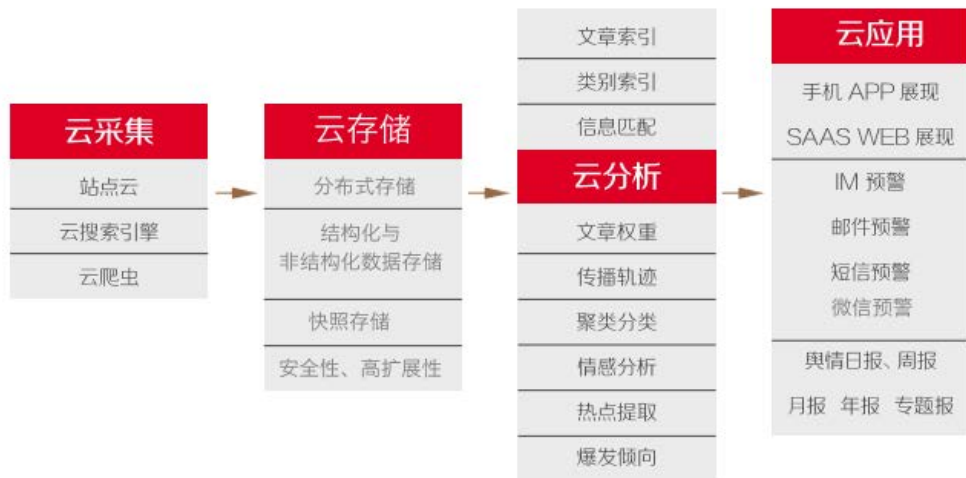 云采集
站点云
云搜索引擎
云爬虫
云存储
分布式存储
结构化与
非结构化数据存储
快照存储
安全性、高扩展性
文章索引
类别索引
信息匹配
云分析
文章权重
传播轨迹
聚类分类
情感分析
热点提取
爆发倾向
云应用
手机 APP 展现
SAAS WEB 展现
IM 预警
邮件预警
短信预警
微信预警
舆情日报、周报
月报 年报 专题报